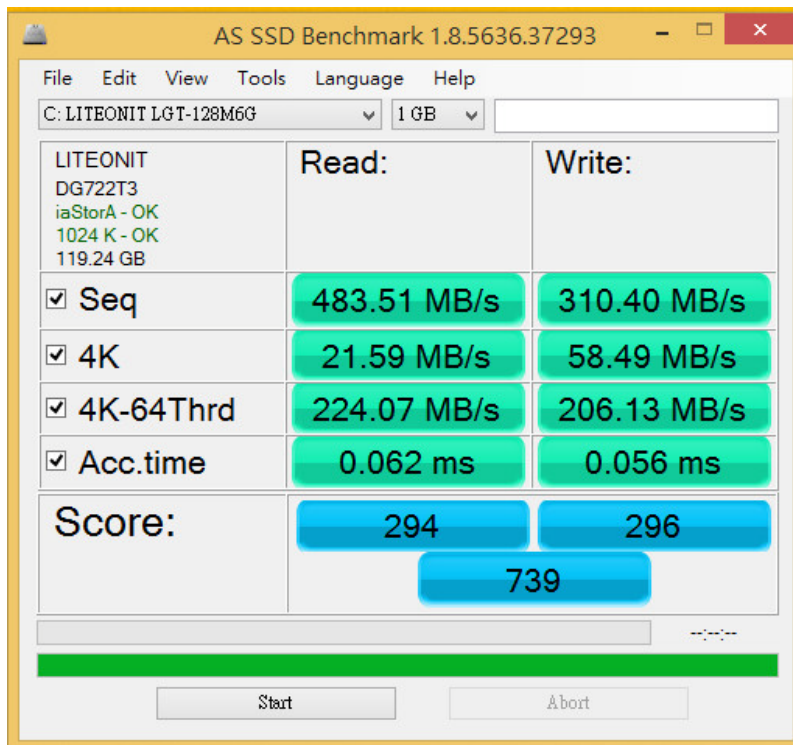 AS SSD Benchmark 1.8.5636.37293
File Edit View Tools Language Help
C: LITEONIT LGT-128M6G 1 GB
LITEONIT
DG722T3
iaStorA - OK
1024 K - OK
119.24 GB
Read: Write:
Seq 483.51 MB/s 310.40 MB/s
4K 21.59 MB/s 58.49 MB/s
4K-64Thrd 224.07 MB/s 206.13 MB/s
Acc.time 0.062 ms 0.056 ms
Score: 294 296
739
--:--:--
Start Abort